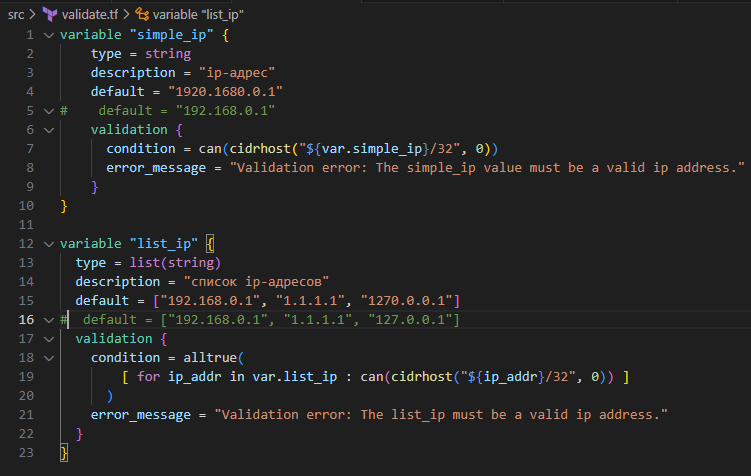 src > validate.tf > variable "list_ip"
1 variable "simple_ip" {
2 type = string
3 description = "ip-адрес"
4 default = "1920.1680.0.1"
5 # default = "192.168.0.1"
6 validation {
7 condition = can(cidrhost("${var.simple_ip}/32", 0))
8 error_message = "Validation error: The simple_ip value must be a valid ip address."
9 }
10 }
11
12 variable "list_ip" {
13 type = list(string)
14 description = "список ip-адресов"
15 default = ["192.168.0.1", "1.1.1.1", "1270.0.0.1"]
16 # default = ["192.168.0.1", "1.1.1.1", "127.0.0.1"]
17 validation {
18 condition = alltrue(
19 [ for ip_addr in var.list_ip : can(cidrhost("${ip_addr}/32", 0)) ]
20 )
21 error_message = "Validation error: The list_ip must be a valid ip address."
22 }
23 }